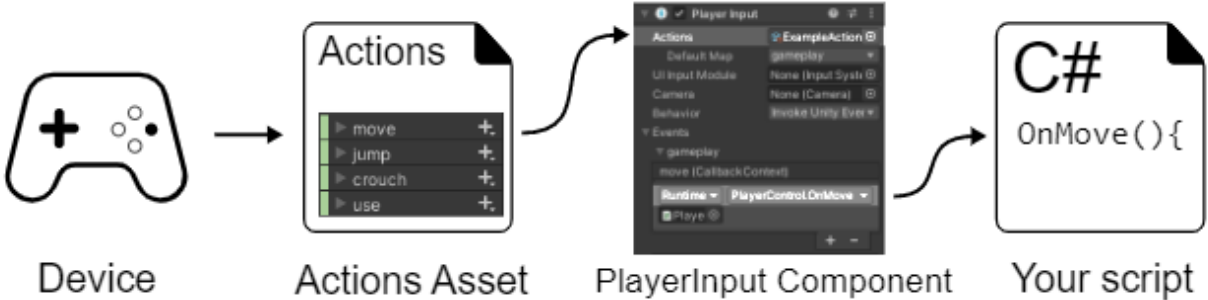 Actions
move
jump
crouch
use
Player Input
Actions ExampleAction
Default Map gameplay
UI Input Module None (Input Syste
Camera None (Camera)
Behavior Invoke Unity Ever
Events
gameplay
move (CallbackContext)
Runtime PlayerControl.OnMove
Playe
C#
OnMove(){
Device
Actions Asset
PlayerInput Component
Your script